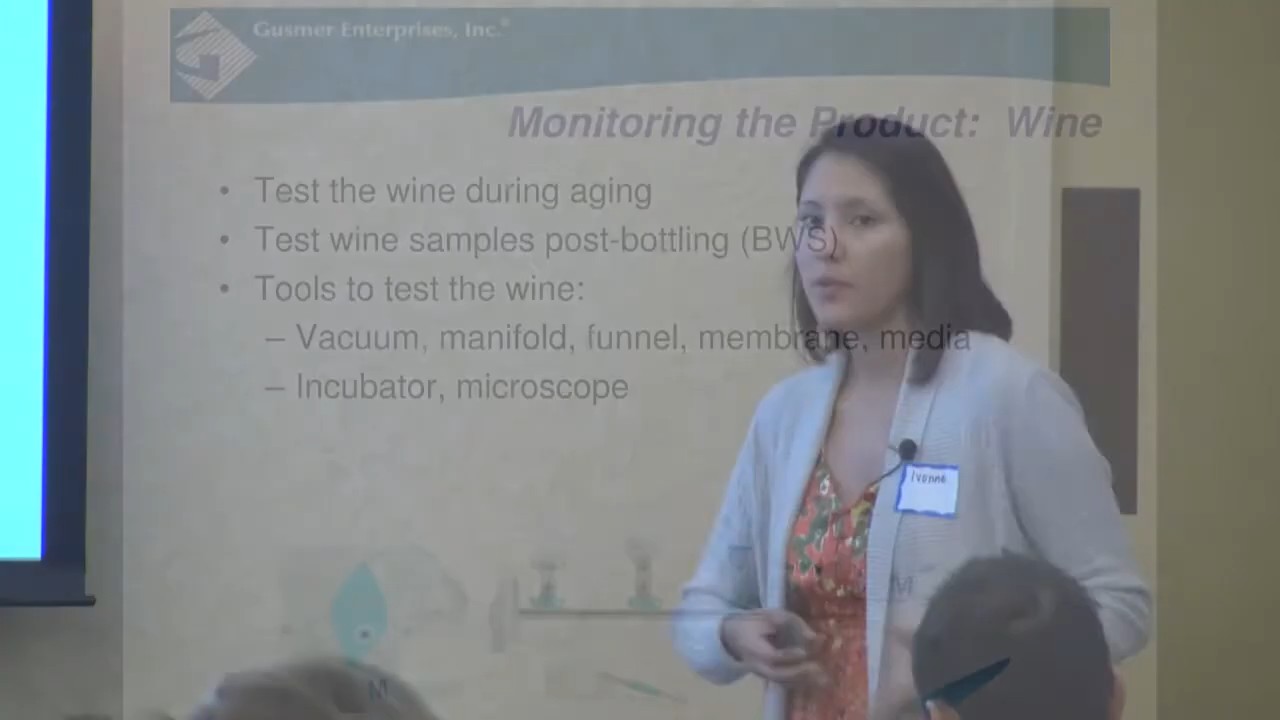 Gusmer Enterprises, Inc.®
Monitoring the Product: Wine
• Test the wine during aging
• Test wine samples post-bottling (BWS)
• Tools to test the wine:
– Vacuum, manifold, funnel, membrane, media
– Incubator, microscope
Ivonne
M
M